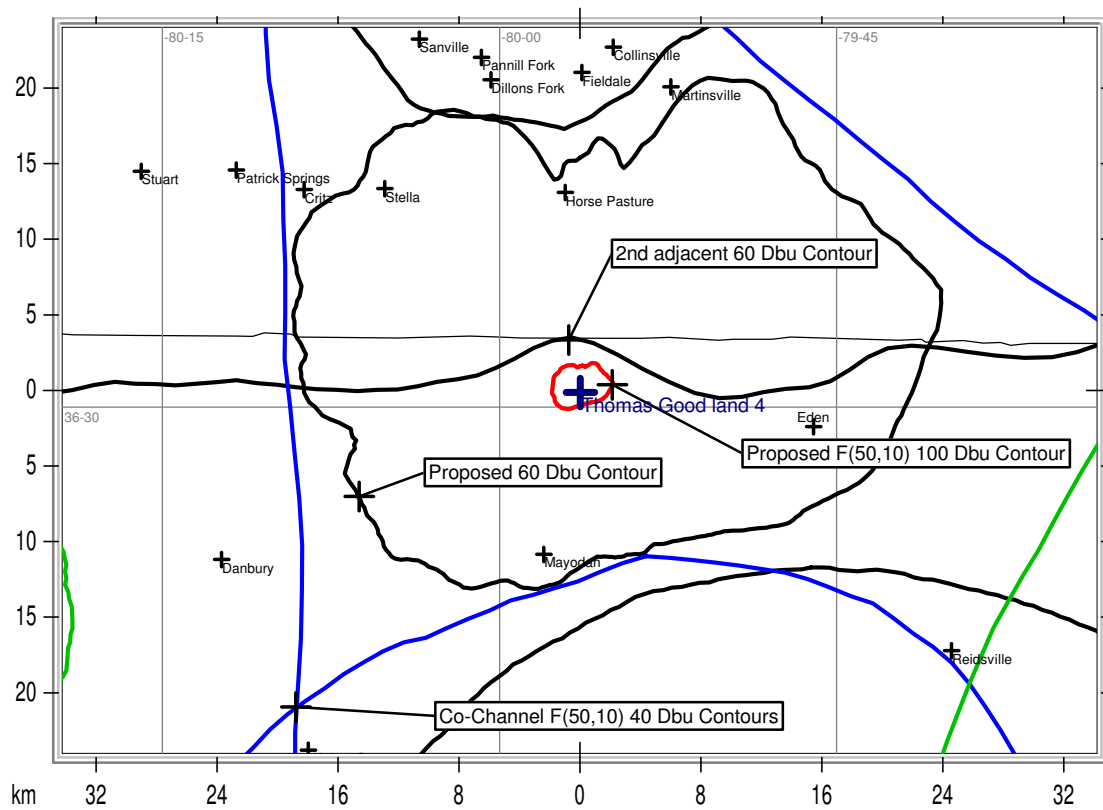 -80-15
-80-00
-79-45
Sanville
Collinsville
Pannill Fork
Fieldale
Dillons Fork
Martinsville
20
15
Stuart
Patrick Springs
Critz
Stella
Horse Pasture
10
2nd adjacent 60 Dbu Contour
5
0
Thomas Good land 4
36-30
Eden
Proposed F(50,10) 100 Dbu Contour
5
Proposed 60 Dbu Contour
10
Danbury
Mayodan
15
Reidsville
20
Co-Channel F(50,10) 40 Dbu Contours
km
32
24
16
8
0
8
16
24
32